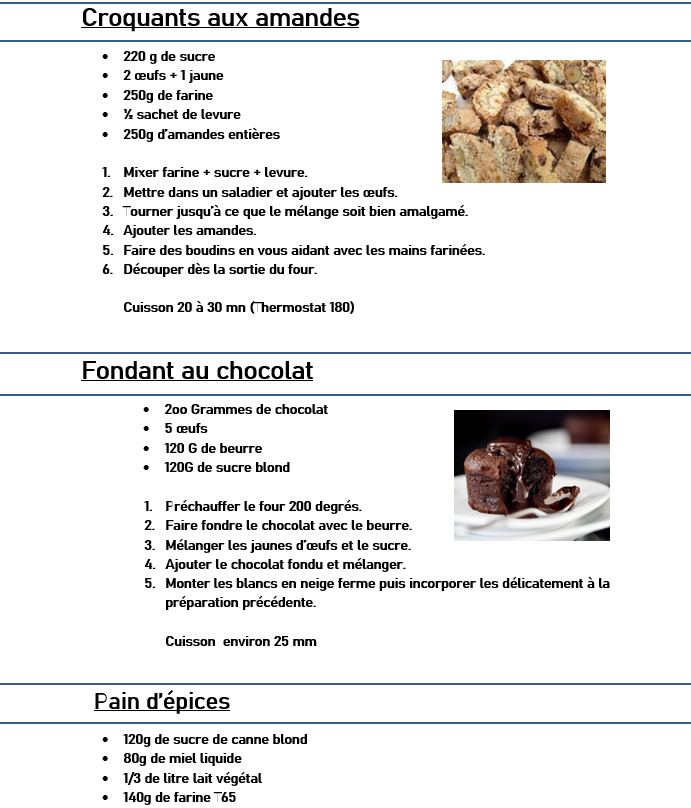 Croquants aux amandes
• 220 g de sucre
• 2 œufs + 1 jaune
• 250g de farine
• ½ sachet de levure
• 250g d'amandes entières
1. Mixer farine + sucre + levure.
2. Mettre dans un saladier et ajouter les œufs.
3. Tourner jusqu'à ce que le mélange soit bien amalgamé.
4. Ajouter les amandes.
5. Faire des boudins en vous aidant avec les mains farinées.
6. Découper dès la sortie du four.
Cuisson 20 à 30 mn (Thermostat 180)
Fondant au chocolat
• 2oo Grammes de chocolat
• 5 œufs
• 120 G de beurre
• 120G de sucre blond
1. Préchauffer le four 200 degrés.
2. Faire fondre le chocolat avec le beurre.
3. Mélanger les jaunes d'œufs et le sucre.
4. Ajouter le chocolat fondu et mélanger.
5. Monter les blancs en neige ferme puis incorporer les délicatement à la
préparation précédente.
Cuisson  environ 25 mm
Pain d'épices
• 120g de sucre de canne blond
• 80g de miel liquide
• 1/3 de litre lait végétal
• 140g de farine T65